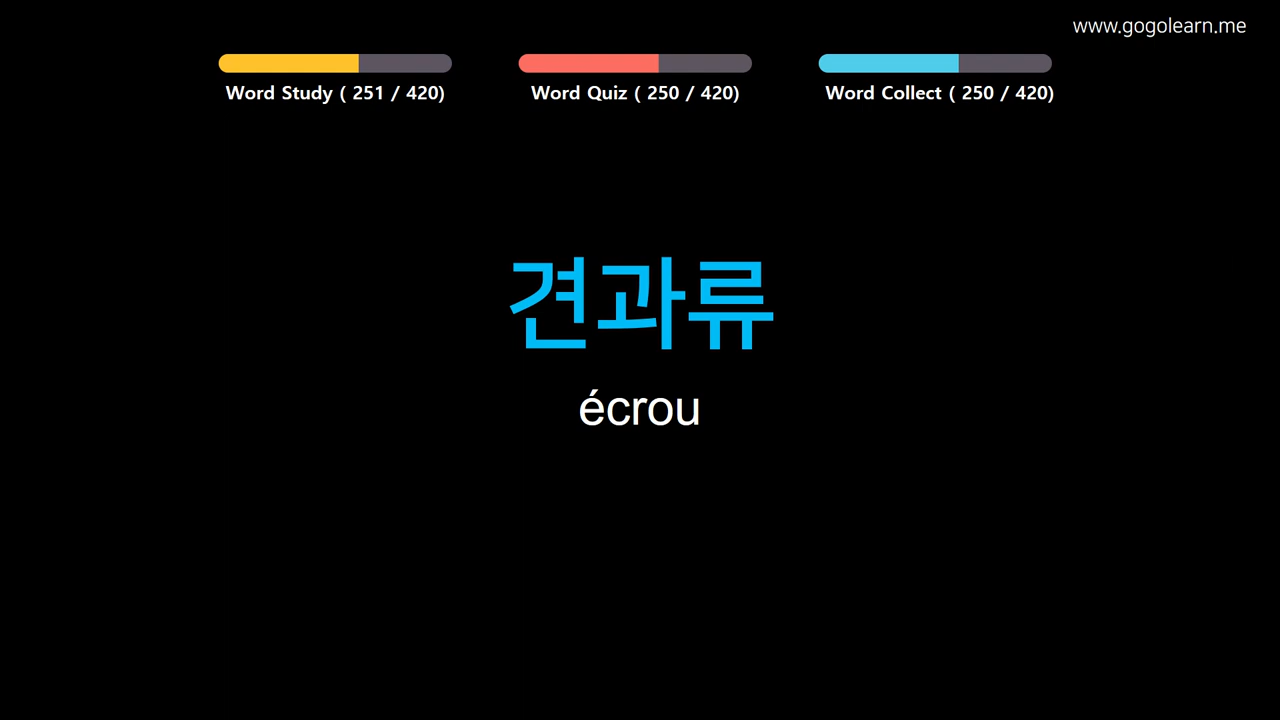 www.gogolearn.me
Word Study ( 251 / 420)
Word Quiz ( 250 / 420)
Word Collect ( 250 / 420)
견과류
écrou